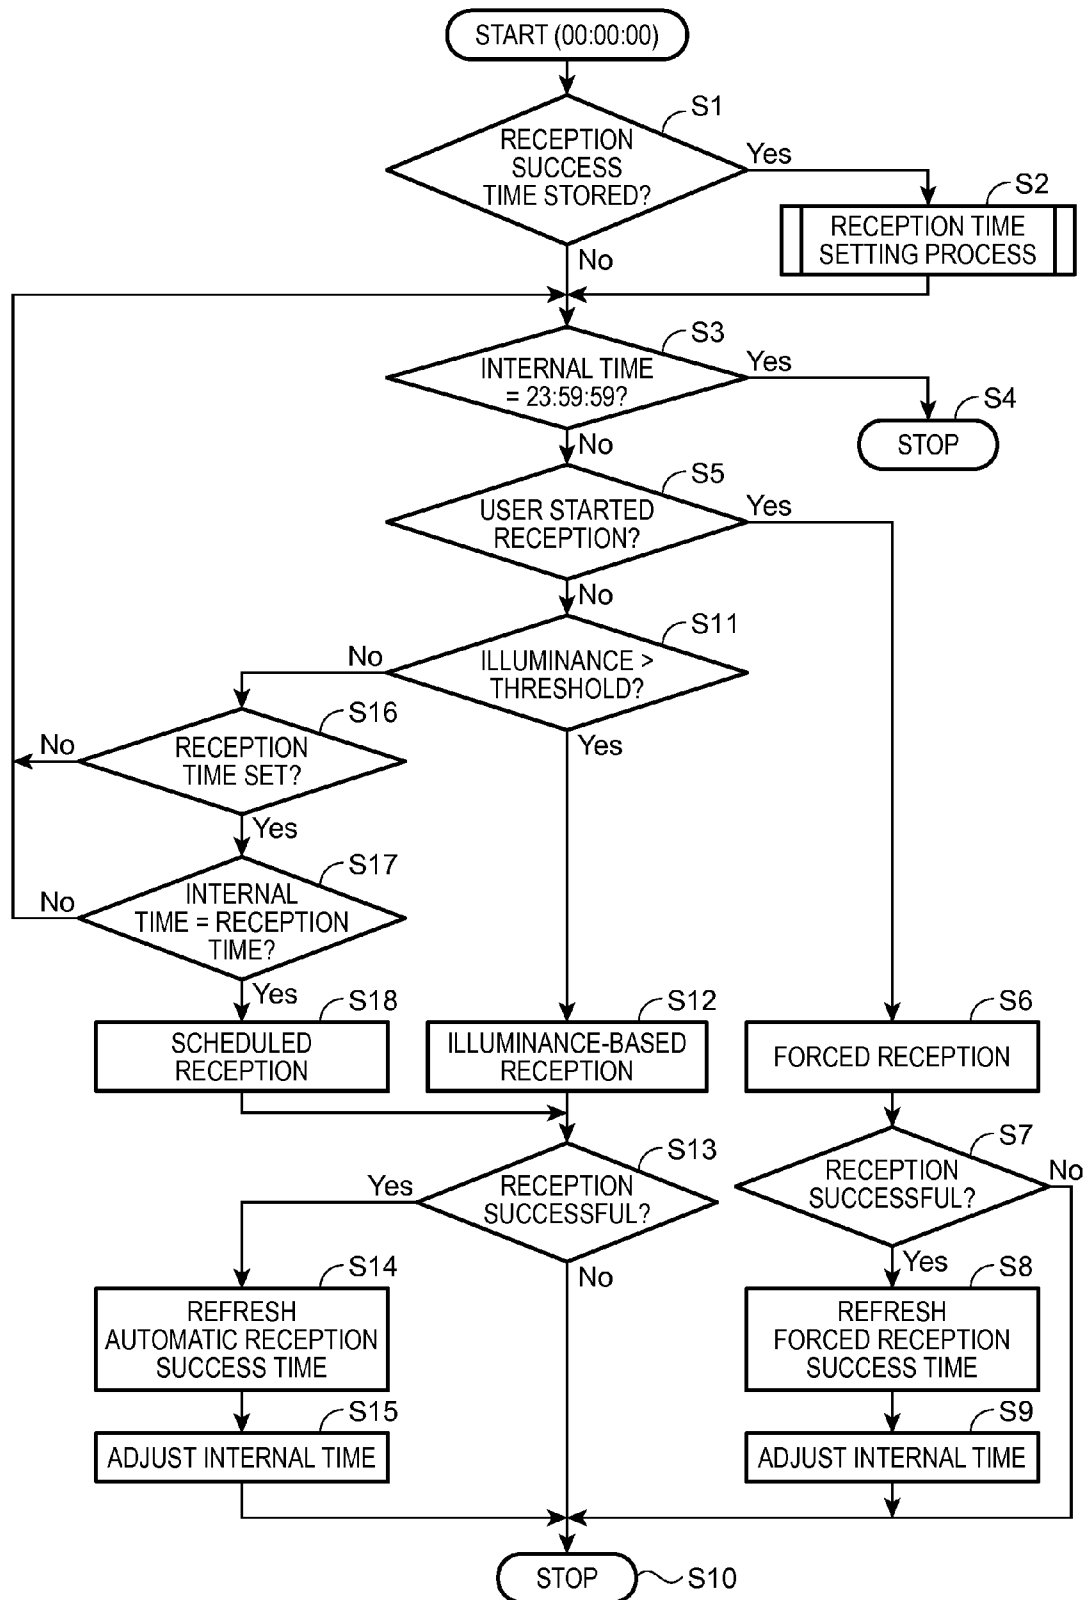 START (00:00:00)
S1
RECEPTION
SUCCESS
TIME STORED?
Yes
S2
RECEPTION TIME
SETTING PROCESS
No
S3
INTERNAL TIME
= 23:59:59?
Yes
S4
STOP
No
S5
USER STARTED
RECEPTION?
Yes
No
S11
ILLUMINANCE >
THRESHOLD?
No
Yes
S16
RECEPTION
TIME SET?
No
Yes
S17
INTERNAL
TIME = RECEPTION
TIME?
No
Yes
S18
SCHEDULED
RECEPTION
S12
ILLUMINANCE-BASED
RECEPTION
S6
FORCED RECEPTION
S13
RECEPTION
SUCCESSFUL?
Yes
No
S7
RECEPTION
SUCCESSFUL?
No
Yes
S14
REFRESH
AUTOMATIC RECEPTION
SUCCESS TIME
S8
REFRESH
FORCED RECEPTION
SUCCESS TIME
S15
ADJUST INTERNAL TIME
S9
ADJUST INTERNAL TIME
STOP
S10